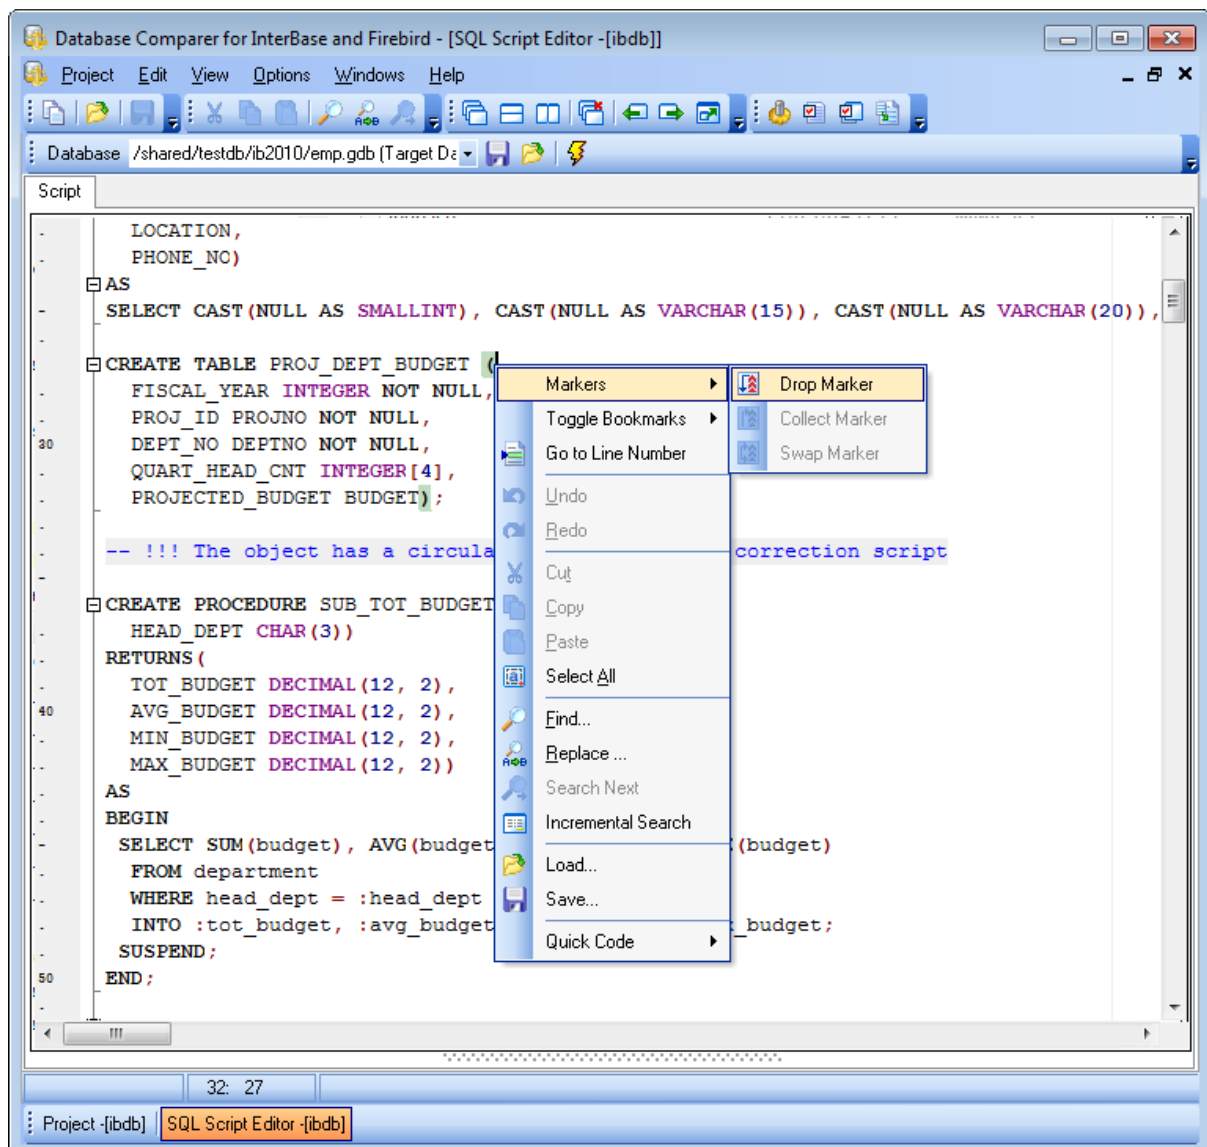 Database Comparer for InterBase and Firebird - [SQL Script Editor -[ibdb]]
Project Edit View Options Windows Help
Database /shared/testdb/ib2010/emp.gdb (Target Da
Script
LOCATION,
PHONE_NO)
AS
SELECT CAST(NULL AS SMALLINT), CAST(NULL AS VARCHAR(15)), CAST(NULL AS VARCHAR(20)),
CREATE TABLE PROJ_DEPT_BUDGET (
FISCAL_YEAR INTEGER NOT NULL,
PROJ_ID PROJNO NOT NULL,
30 DEPT_NO DEPTNO NOT NULL,
QUART_HEAD_CNT INTEGER[4],
PROJECTED_BUDGET BUDGET);
-- !!! The object has a circula correction script
CREATE PROCEDURE SUB_TOT_BUDGET
HEAD_DEPT CHAR(3))
RETURNS(
TOT_BUDGET DECIMAL(12, 2),
40 AVG_BUDGET DECIMAL(12, 2),
MIN_BUDGET DECIMAL(12, 2),
MAX_BUDGET DECIMAL(12, 2))
AS
BEGIN
SELECT SUM(budget), AVG(budget (budget)
FROM department
WHERE head_dept = :head_dept
INTO :tot_budget, :avg_budget _budget;
SUSPEND;
50 END;
Markers
Toggle Bookmarks
Go to Line Number
Undo
Redo
Cut
Copy
Paste
Select All
Find...
Replace ...
Search Next
Incremental Search
Load...
Save...
Quick Code
Drop Marker
Collect Marker
Swap Marker
32: 27
Project -[ibdb] SQL Script Editor -[ibdb]